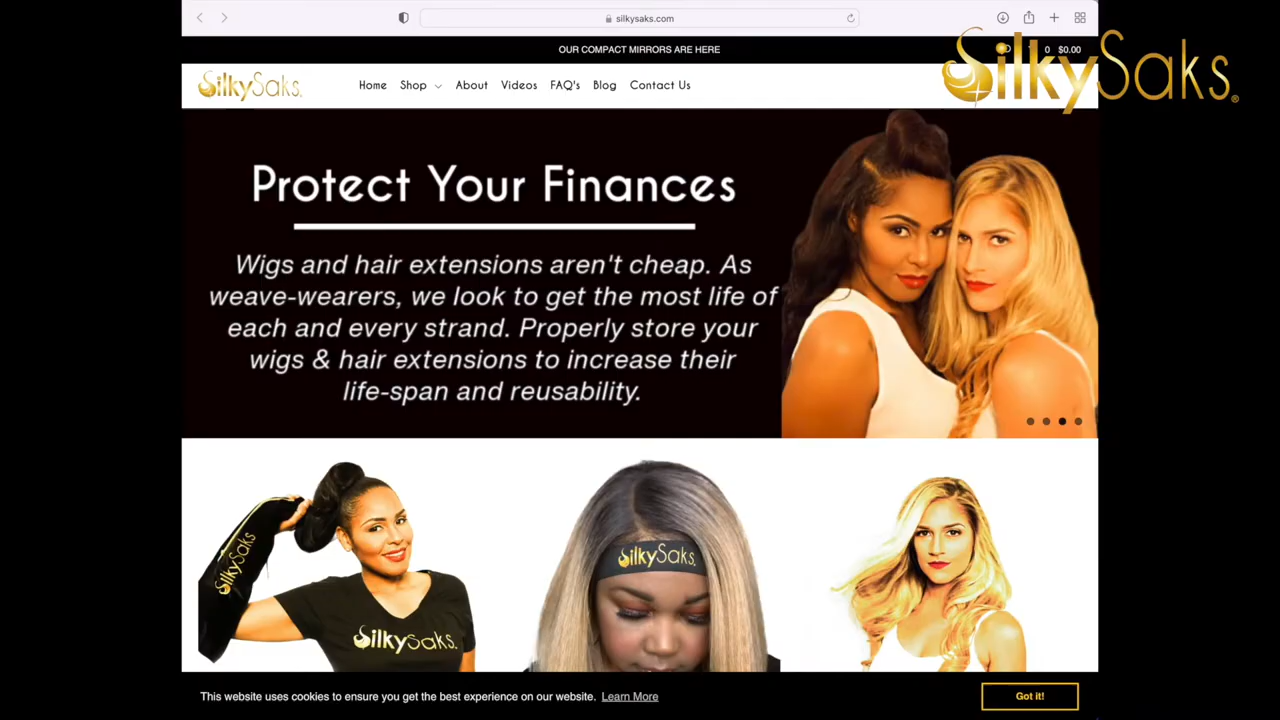 silkysaks.com
OUR COMPACT MIRRORS ARE HERE
0 $0.00
SilkySaks®
SilkySaks
Home Shop About Videos FAQ's Blog Contact Us
Protect Your Finances
Wigs and hair extensions aren't cheap. As
weave-wearers, we look to get the most life of
each and every strand. Properly store your
wigs & hair extensions to increase their
life-span and reusability.
SilkySaks
SilkySaks
SilkySaks
This website uses cookies to ensure you get the best experience on our website. Learn More
Got it!